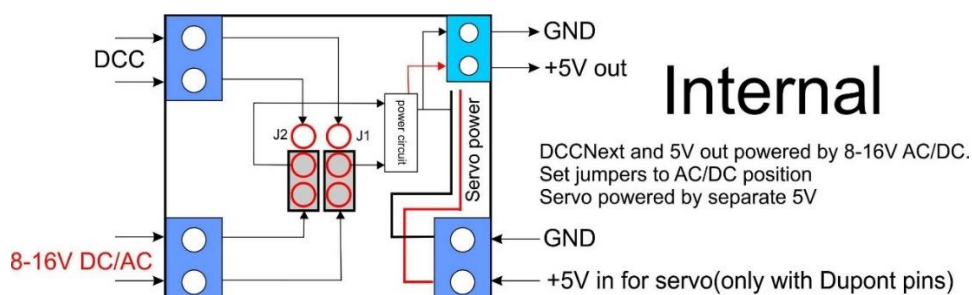 GND
DCC
+5V out
Internal
J2
J1
power circuit
Servo power
DCCNext and 5V out powered by 8-16V AC/DC.
Set jumpers to AC/DC position
Servo powered by separate 5V
GND
8-16V DC/AC
+5V in for servo(only with Dupont pins)